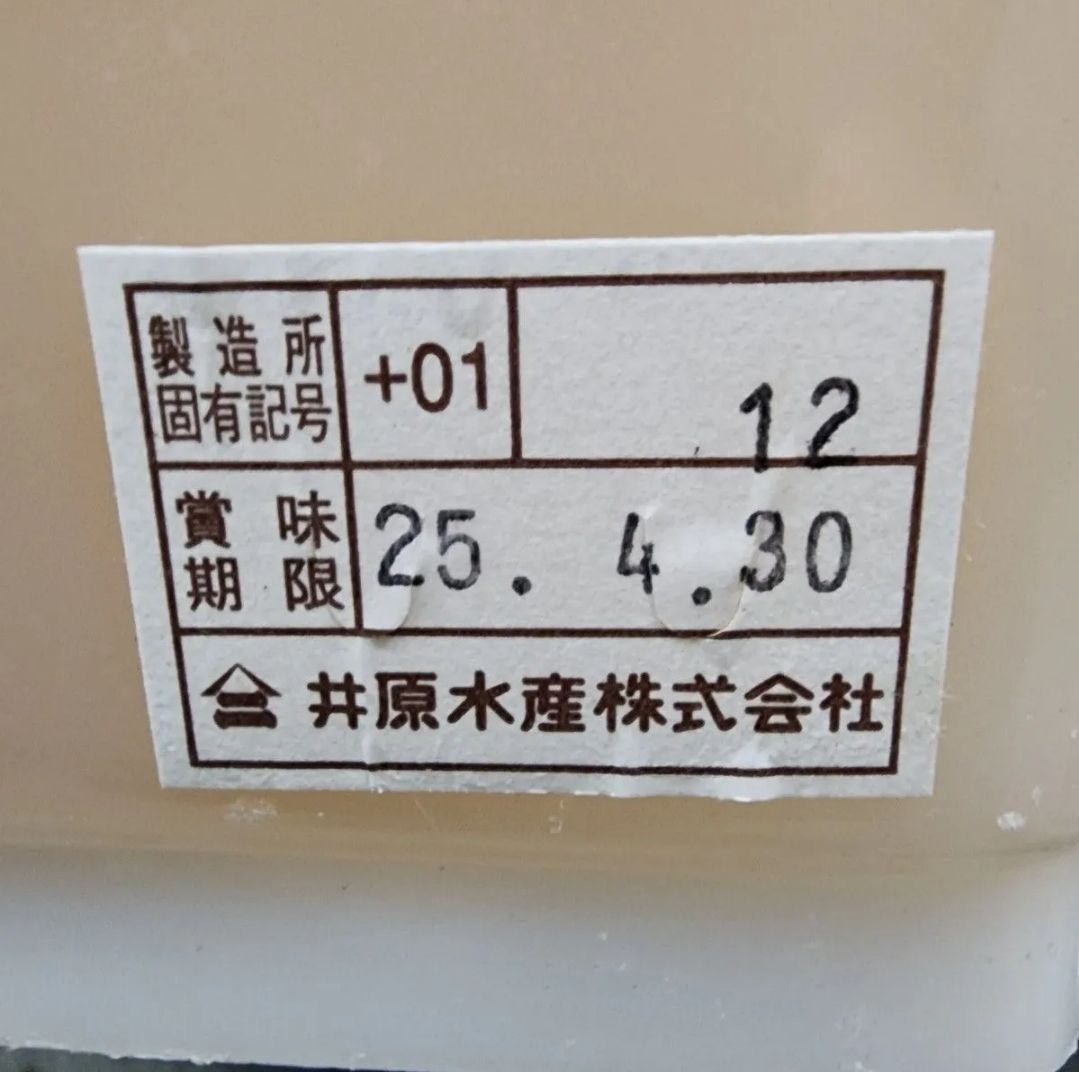 製造所
固有記号
+01
12
賞味
期限
25. 4.30
井原水産株式会社